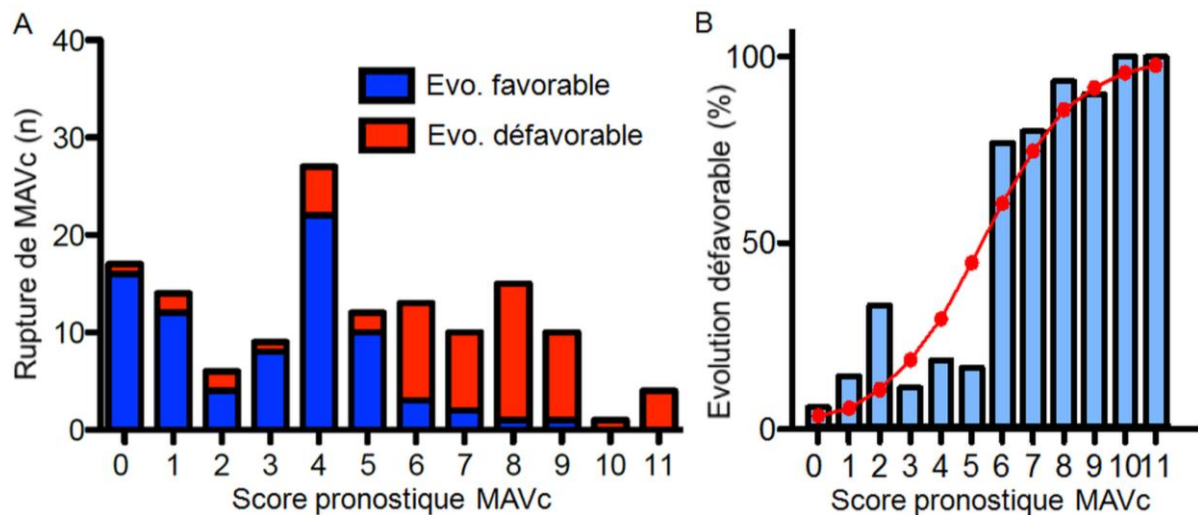 A
Rupture de MAVc (n)
40
30
20
10
0
Evo. favorable
Evo. défavorable
0 1 2 3 4 5 6 7 8 9 10 11
Score pronostique MAVc
B
Evolution défavorable (%)
100
50
0
0 1 2 3 4 5 6 7 8 9 10 11
Score pronostique MAVc